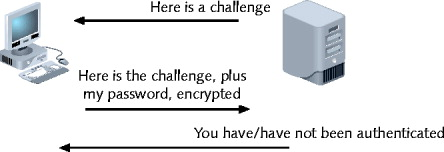 Here is a challenge
Here is the challenge, plus
my password, encrypted
You have/have not been authenticated